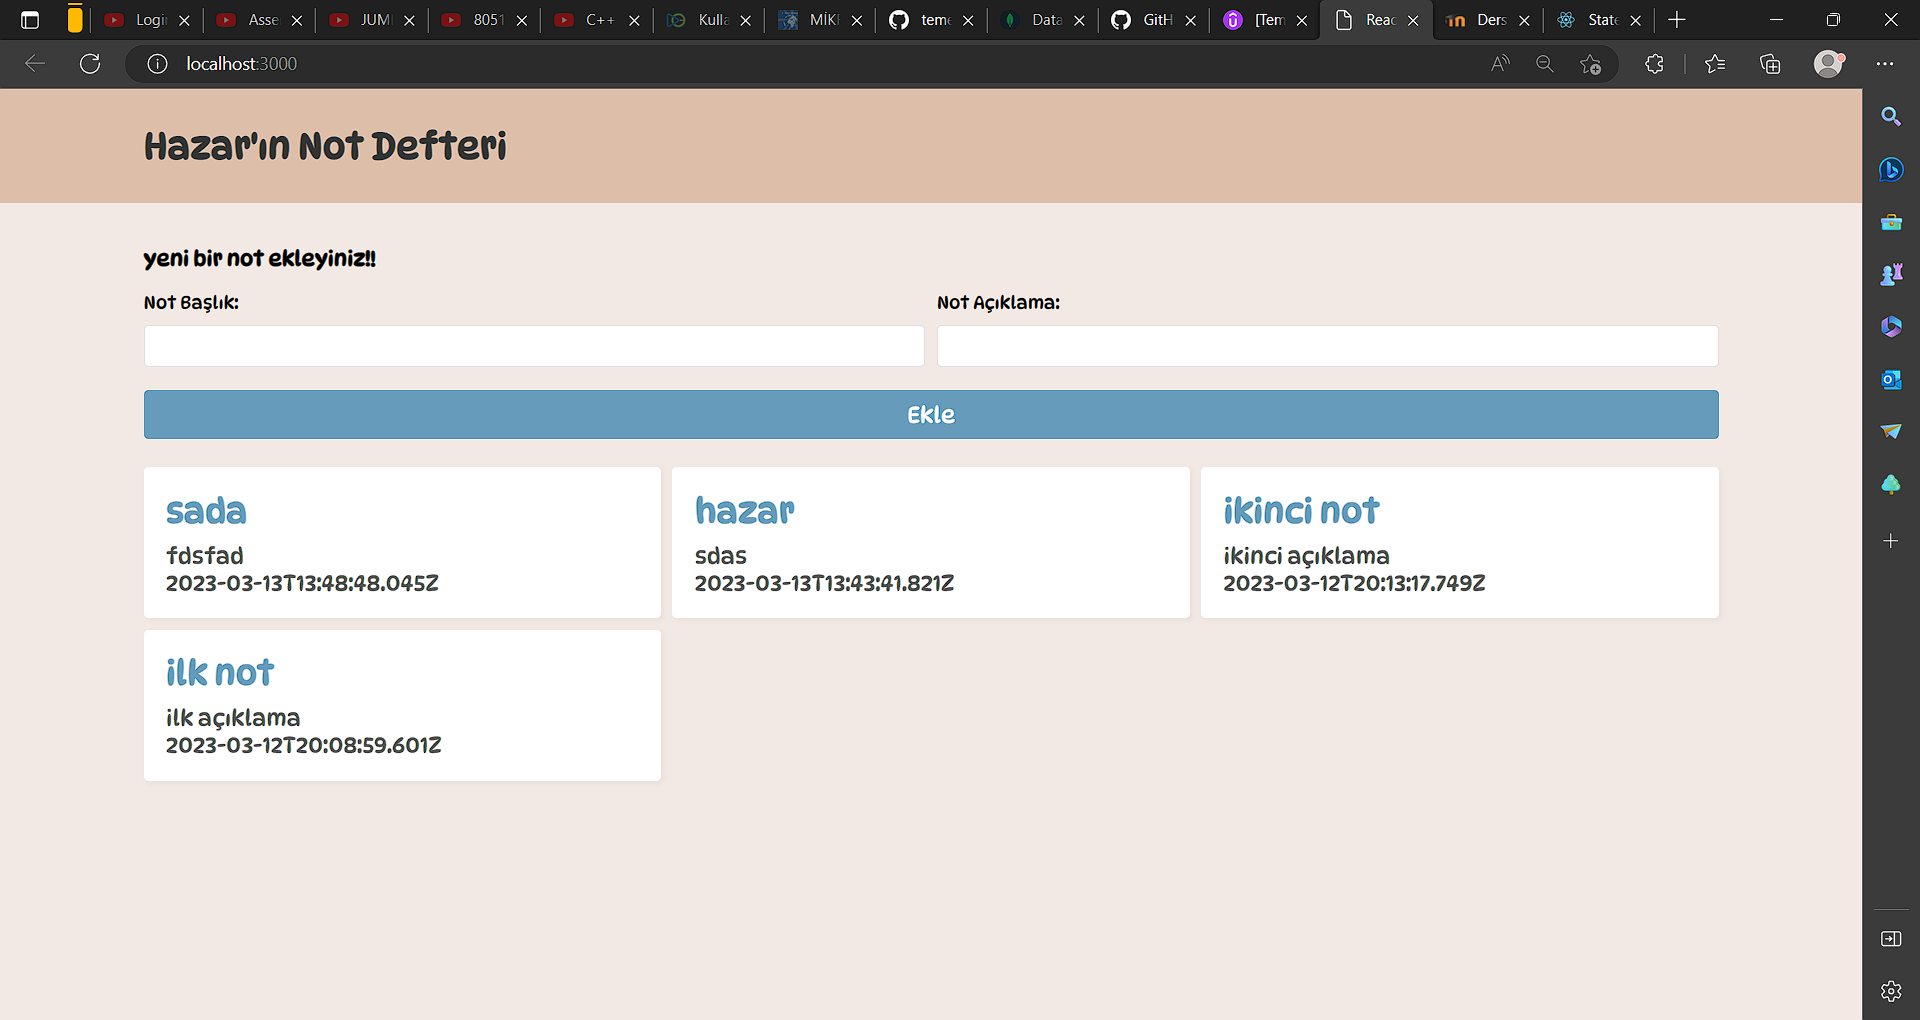 Login
Asse
JUM
8051
C++
Kulla
MİKI
teme
Data
GitH
[Tem
Reac
Ders
State
localhost:3000
Hazar'ın Not Defteri
yeni bir not ekleyiniz!!
Not Başlık:
Not Açıklama:
Ekle
sada
fdsfad
2023-03-13T13:48:48.045Z
hazar
sdas
2023-03-13T13:43:41.821Z
ikinci not
ikinci açıklama
2023-03-12T20:13:17.749Z
ilk not
ilk açıklama
2023-03-12T20:08:59.601Z